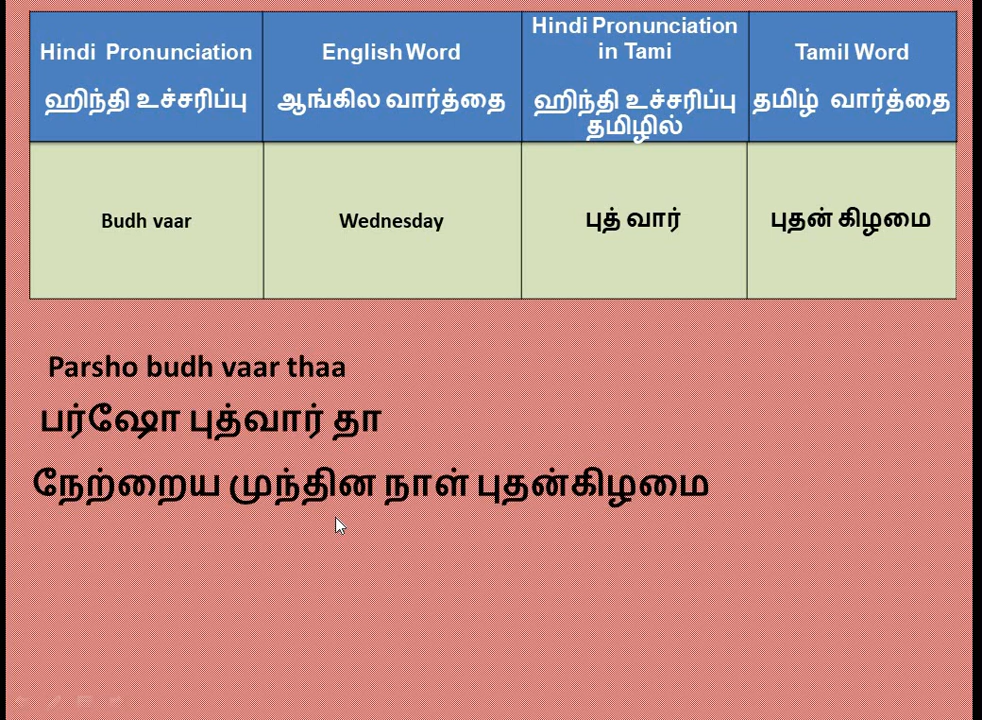 Hindi Pronunciation
ஹிந்தி உச்சரிப்பு
English Word
ஆங்கில வார்த்தை
Hindi Pronunciation
in Tami
ஹிந்தி உச்சரிப்பு
தமிழில்
Tamil Word
தமிழ் வார்த்தை
Budh vaar
Wednesday
புத் வார்
புதன் கிழமை
Parsho budh vaar thaa
பர்ஷோ புத்வார் தா
நேற்றைய முந்தின நாள் புதன்கிழமை